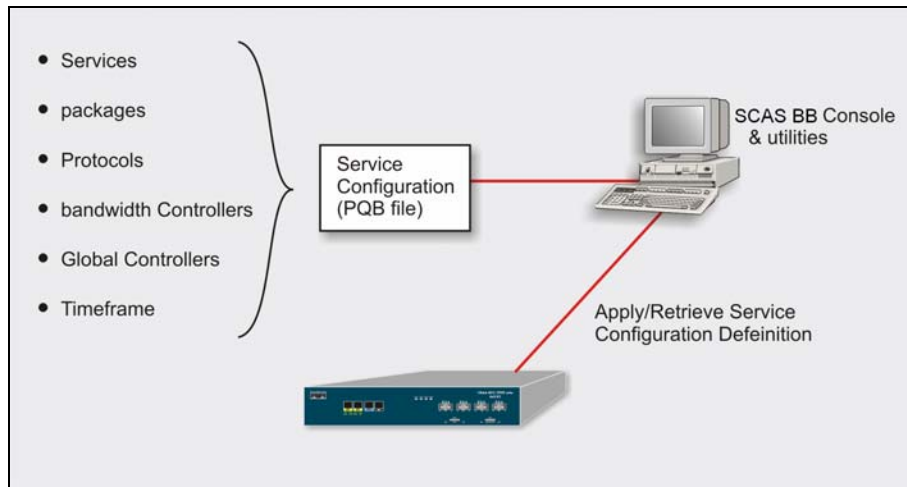 • Services
• packages
• Protocols
• bandwidth Controllers
• Global Controllers
• Timeframe
Service
Configuration
(PQB file)
SCAS BB Console
& utilities
Apply/Retrieve Service
Configuration Defeinition